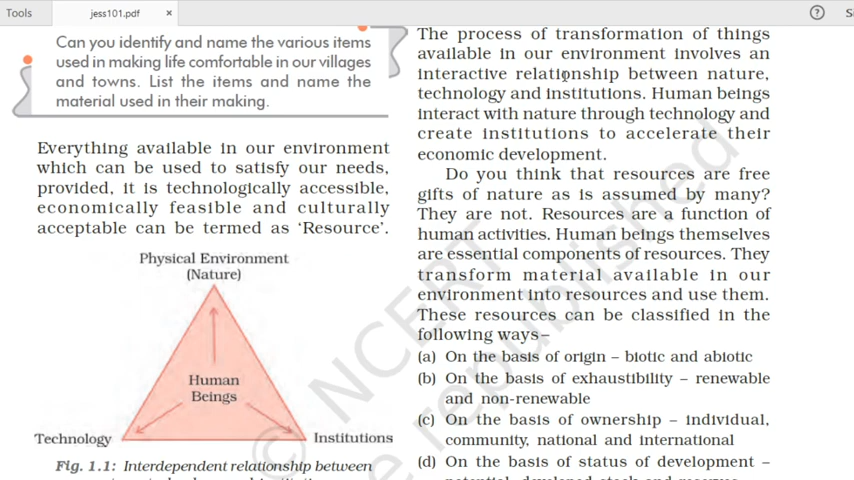 Tools
jess101.pdf
×
?
Can you identify and name the various items
used in making life comfortable in our villages
and towns. List the items and name the
material used in their making.
Everything available in our environment
which can be used to satisfy our needs,
provided, it is technologically accessible,
economically feasible and culturally
acceptable can be termed as ‘Resource’.
Physical Environment
(Nature)
Human
Beings
Technology
Institutions
Fig. 1.1: Interdependent relationship between
The process of transformation of things
available in our environment involves an
interactive relationship between nature,
technology and institutions. Human beings
interact with nature through technology and
create institutions to accelerate their
economic development.
Do you think that resources are free
gifts of nature as is assumed by many?
They are not. Resources are a function of
human activities. Human beings themselves
are essential components of resources. They
transform material available in our
environment into resources and use them.
These resources can be classified in the
following ways–
(a) On the basis of origin – biotic and abiotic
(b) On the basis of exhaustibility – renewable
and non-renewable
(c) On the basis of ownership – individual,
community, national and international
(d) On the basis of status of development –
© NCERT
republished